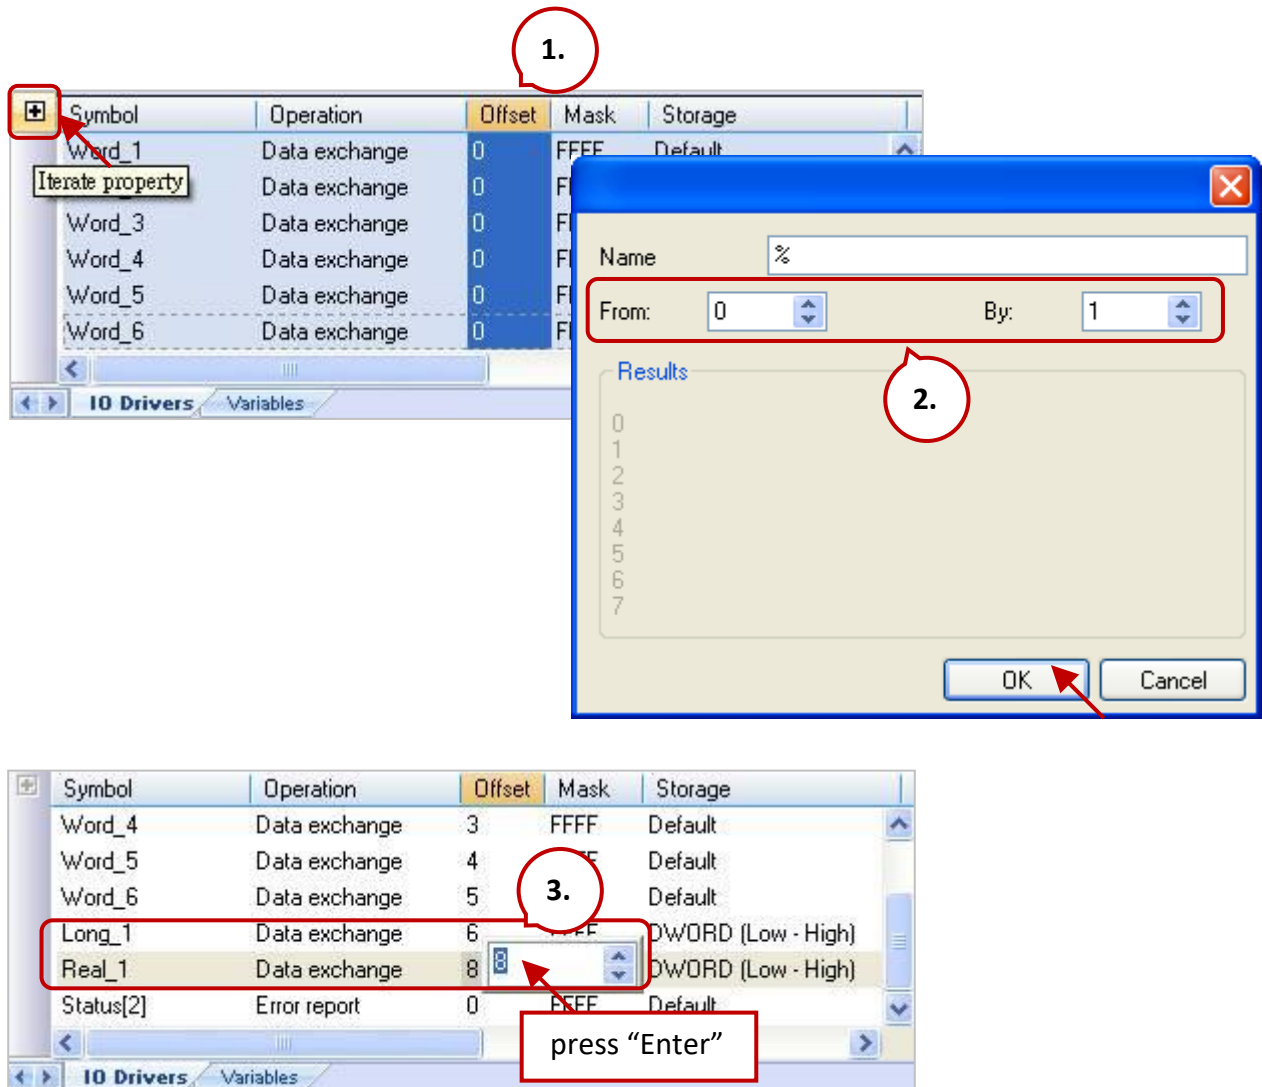 1.
Symbol Operation Offset Mask Storage
Word_1 Data exchange 0 FFFF Default
Iterate property
Data exchange 0
Word_3 Data exchange 0
Word_4 Data exchange 0
Word_5 Data exchange 0
Word_6 Data exchange 0
IO Drivers Variables
Name %
From: 0 By: 1
2.
Results
0
1
2
3
4
5
6
7
OK Cancel
Symbol Operation Offset Mask Storage
Word_4 Data exchange 3 FFFF Default
Word_5 Data exchange 4 Default
Word_6 Data exchange 5 Default
3.
Long_1 Data exchange 6 FFFF DWORD (Low - High)
Real_1 Data exchange 8 8 DWORD (Low - High)
Status[2] Error report 0 FFFF Default
press “Enter”
IO Drivers Variables